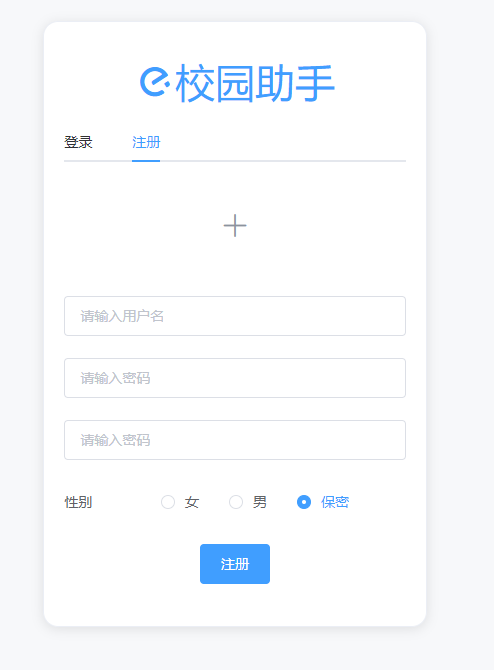 e校园助手
登录 注册
请输入用户名
请输入密码
请输入密码
性别 女 男 保密
注册